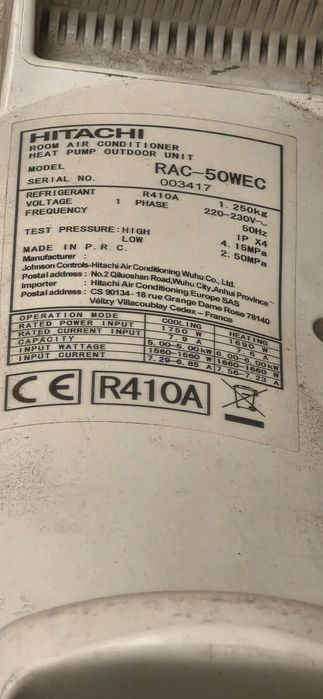 HITACHI
ROOM AIR CONDITIONER
HEAT PUMP OUTDOOR UNIT
MODEL RAC-50WEC
SERIAL NO. 003417
REFRIGERANT R410A 1.250kg
VOLTAGE 1 PHASE 220-230V~
FREQUENCY 50Hz
IP X4
TEST PRESSURE: HIGH 4.15MPa
LOW 2.50MPa
MADE IN P.R.C.
Manufacturer :
Johnson Controls-Hitachi Air Conditioning Wuhu Co. Ltd.
Postal address : No.2 Qiluoshan Road,Wuhu City,Anhui Province
Importer : Hitachi Air Conditioning Europe SAS
Postal address : CS 90134 - 18 rue Grange Dame Rose 78140
Vélizy Villacoublay Cedex - France
OPERATION MODE COOLING HEATING
RATED POWER INPUT 1750 W 1690 W
RATED CURRENT INPUT 7.9 A 7.6 A
CAPACITY 5.00-5.00kW 6.00-6.00kW
INPUT WATTAGE 1560-1560 W 1660-1660 W
INPUT CURRENT 7.29-6.85 A 7.56-7.23 A
CE R410A